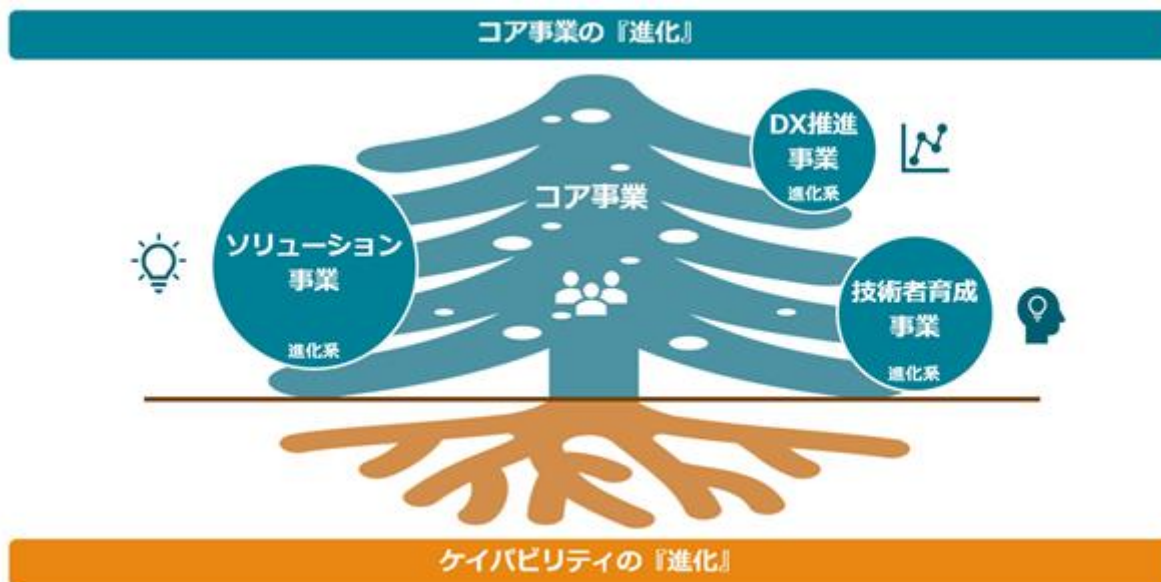 コア事業の『進化』
DX推進
事業
進化系
コア事業
ソリューション
事業
進化系
技術者育成
事業
進化系
ケイパビリティの『進化』